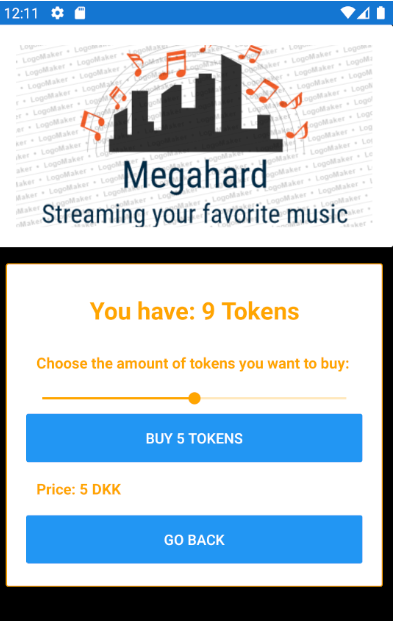 12:11
Megahard
Streaming your favorite music
You have: 9 Tokens
Choose the amount of tokens you want to buy:
BUY 5 TOKENS
Price: 5 DKK
GO BACK